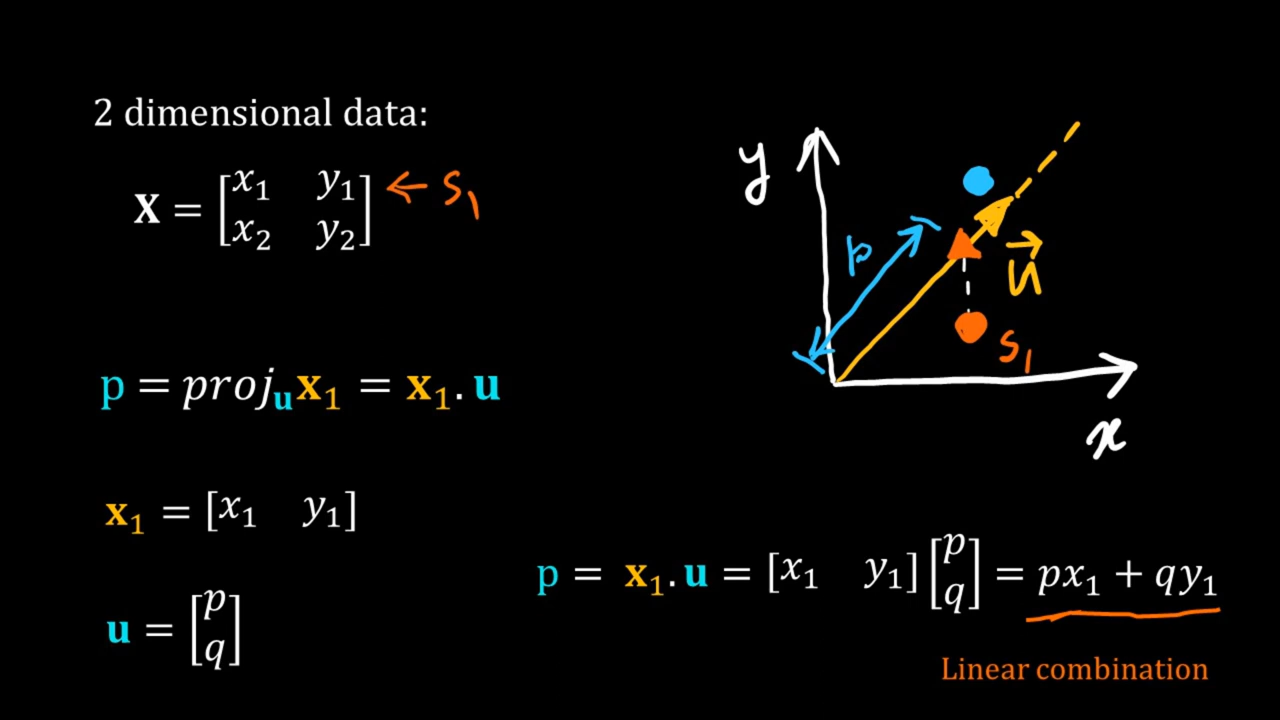 2 dimensional data:
X = [x₁ y₁
x₂ y₂] ← s₁
p = proj_u x₁ = x₁ . u
x₁ = [x₁ y₁]
u = [p
q]
y
p
u⃗
s₁
x
p = x₁ . u = [x₁ y₁] [p
q] = px₁ + qy₁
Linear combination